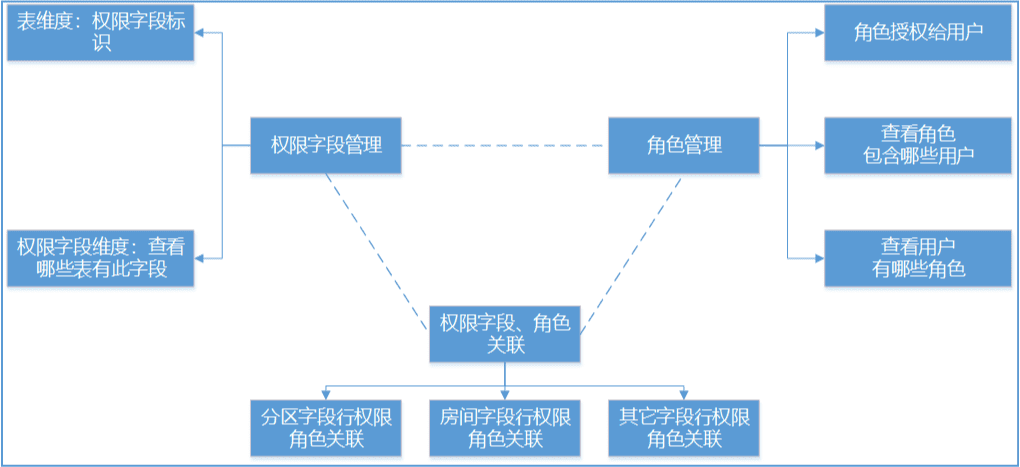 表维度：权限字段标
识
角色授权给用户
权限字段管理
角色管理
查看角色
包含哪些用户
权限字段维度：查看
哪些表有此字段
查看用户
有哪些角色
权限字段、角色
关联
分区字段行权限
角色关联
房间字段行权限
角色关联
其它字段行权限
角色关联